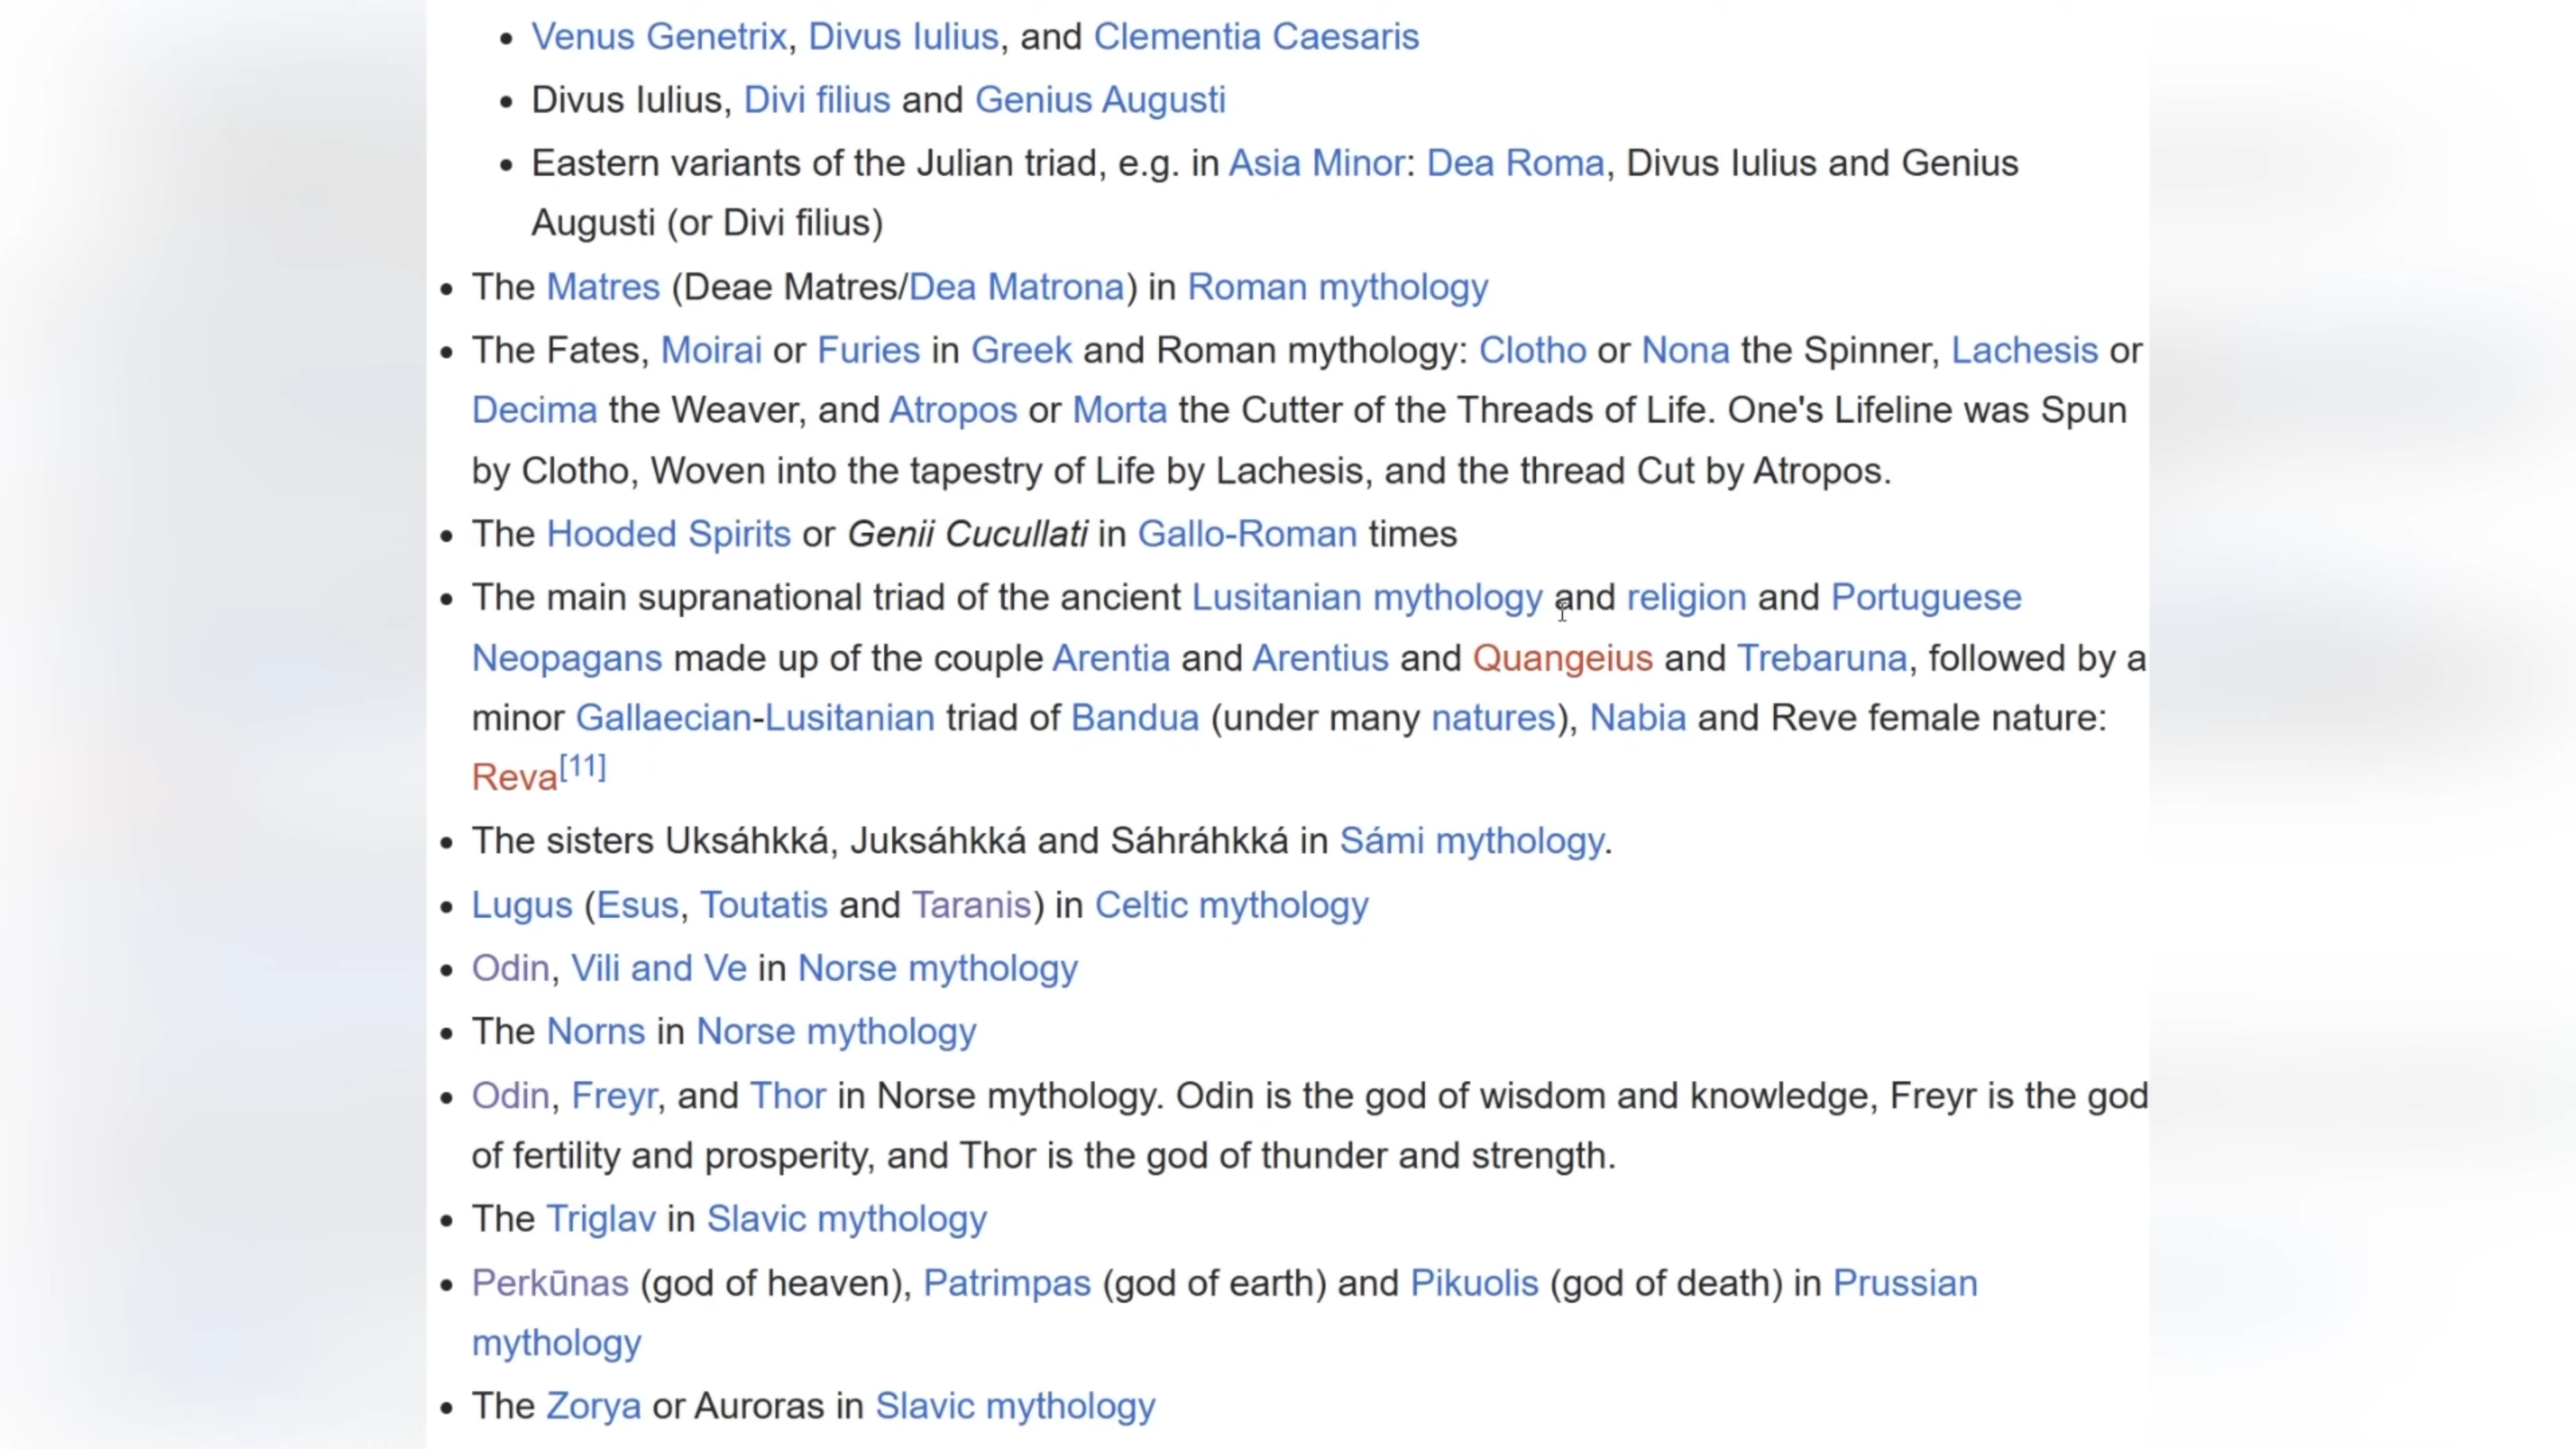 Venus Genetrix, Divus Iulius, and Clementia Caesaris
Divus Iulius, Divi filius and Genius Augusti
Eastern variants of the Julian triad, e.g. in Asia Minor: Dea Roma, Divus Iulius and Genius
Augusti (or Divi filius)
The Matres (Deae Matres/Dea Matrona) in Roman mythology
The Fates, Moirai or Furies in Greek and Roman mythology: Clotho or Nona the Spinner, Lachesis or
Decima the Weaver, and Atropos or Morta the Cutter of the Threads of Life. One's Lifeline was Spun
by Clotho, Woven into the tapestry of Life by Lachesis, and the thread Cut by Atropos.
The Hooded Spirits or Genii Cucullati in Gallo-Roman times
The main supranational triad of the ancient Lusitanian mythology and religion and Portuguese
Neopagans made up of the couple Arentia and Arentius and Quangeius and Trebaruna, followed by a
minor Gallaecian-Lusitanian triad of Bandua (under many natures), Nabia and Reve female nature:
Reva[11]
The sisters Uksáhkká, Juksáhkká and Sáhráhkká in Sámi mythology.
Lugus (Esus, Toutatis and Taranis) in Celtic mythology
Odin, Vili and Ve in Norse mythology
The Norns in Norse mythology
Odin, Freyr, and Thor in Norse mythology. Odin is the god of wisdom and knowledge, Freyr is the god
of fertility and prosperity, and Thor is the god of thunder and strength.
The Triglav in Slavic mythology
Perkūnas (god of heaven), Patrimpas (god of earth) and Pikuolis (god of death) in Prussian
mythology
The Zorya or Auroras in Slavic mythology